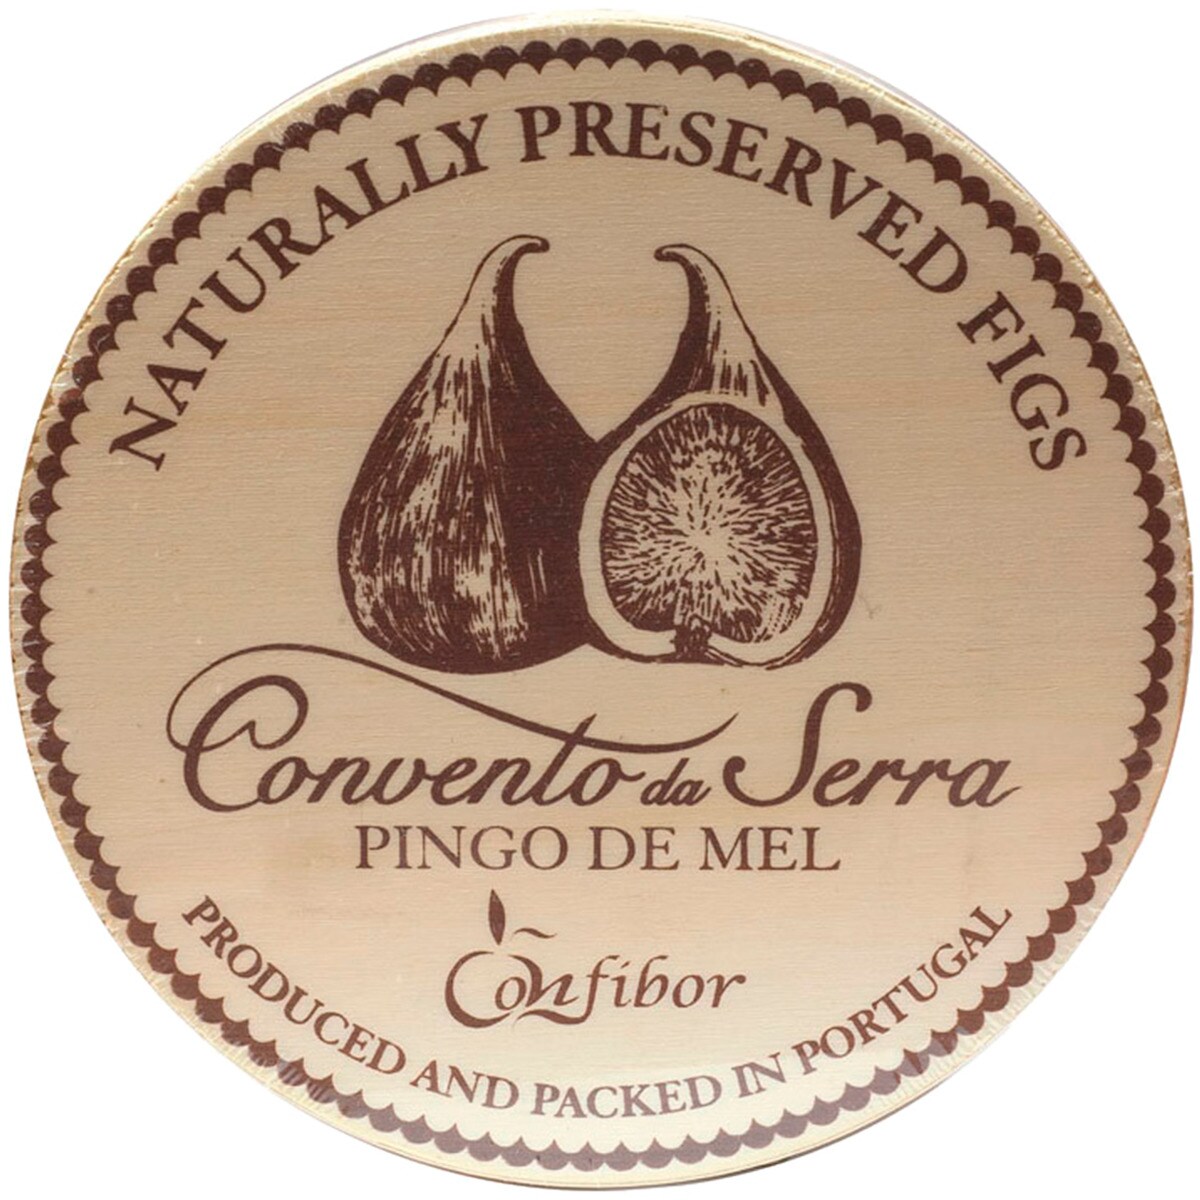 NATURALLY PRESERVED FIGS
Convento da Serra
PINGO DE MEL
Confibor
PRODUCED AND PACKED IN PORTUGAL